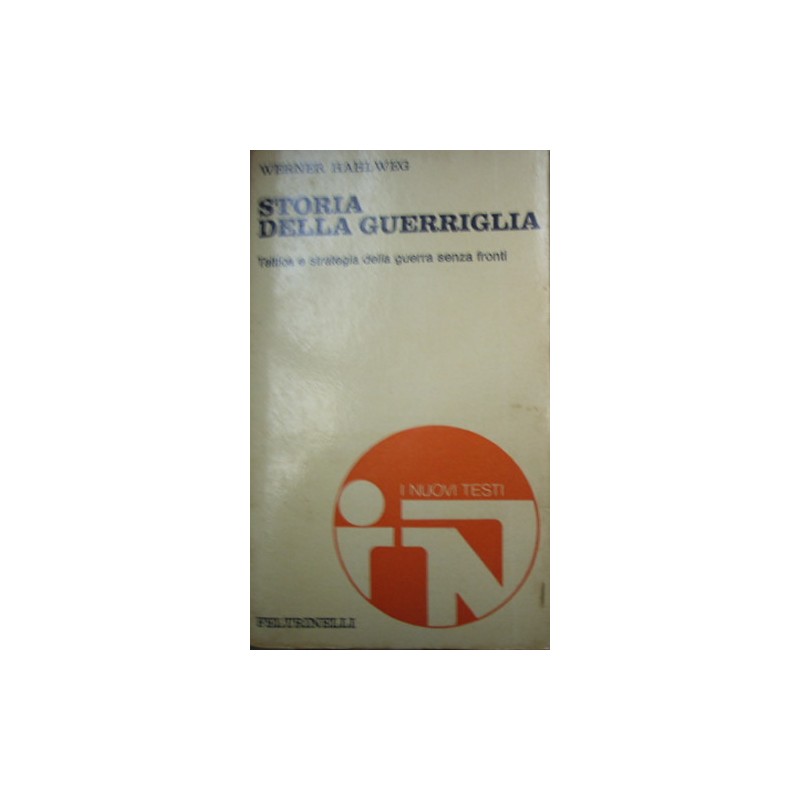 WERNER HAHLWEG
STORIA
DELLA GUERRIGLIA
Tattica e strategia della guerra senza fronti
I NUOVI TESTI
FELTRINELLI